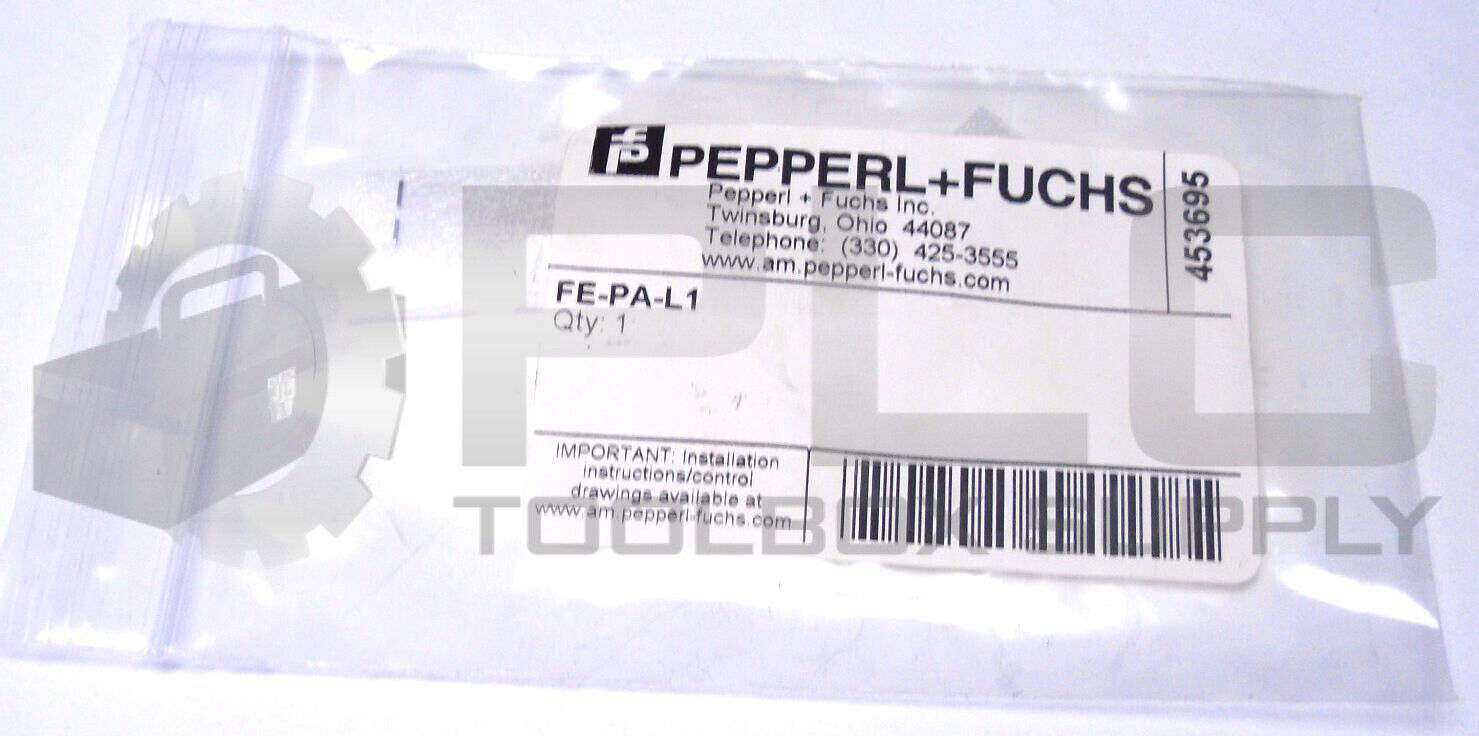 PEPPERL+FUCHS
Pepperl + Fuchs Inc.
Twinsburg, Ohio 44087
Telephone: (330) 425-3555
www.am.pepperl-fuchs.com
453695
FE-PA-L1
Qty: 1
IMPORTANT: Installation
instructions/control
drawings available at
www.am.pepperl-fuchs.com
PLC
TOOLBOX SUPPLY